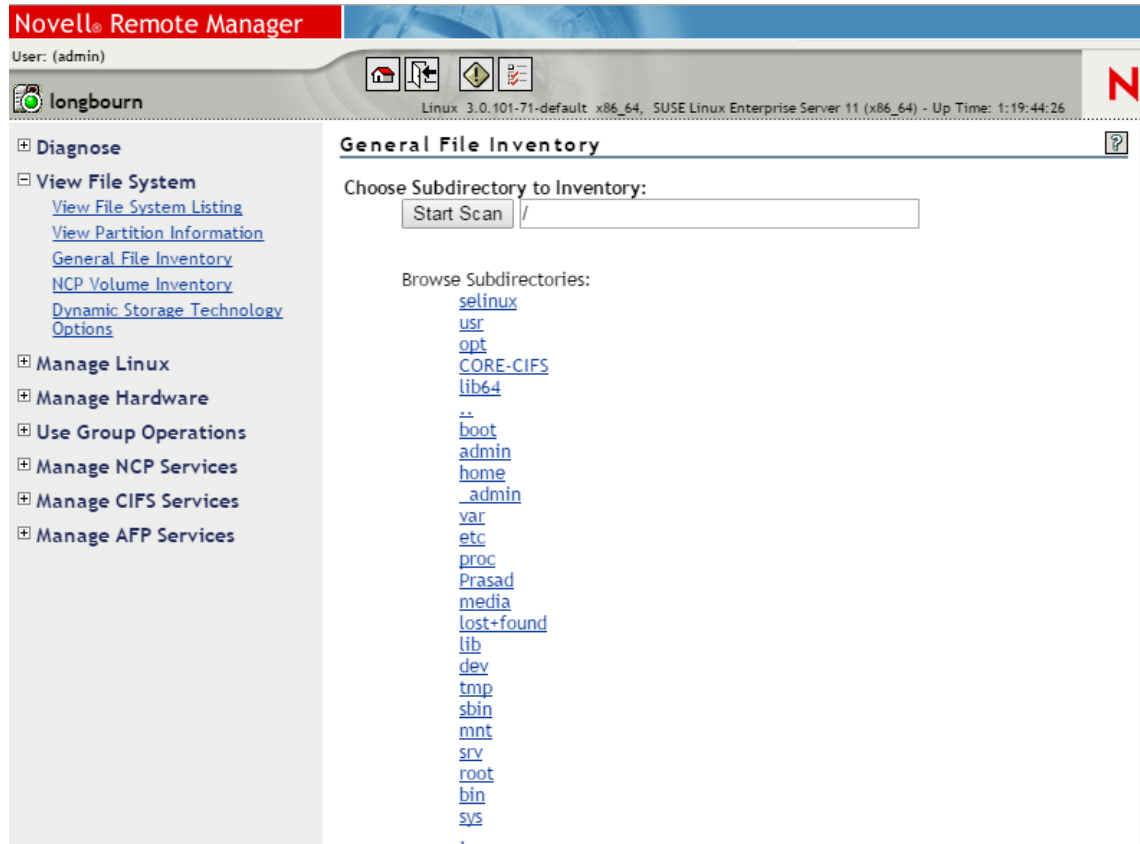 Novell® Remote Manager
User: (admin)
longbourn
Linux 3.0.101-71-default x86_64, SUSE Linux Enterprise Server 11 (x86_64) - Up Time: 1:19:44:26
N
Diagnose
View File System
View File System Listing
View Partition Information
General File Inventory
NCP Volume Inventory
Dynamic Storage Technology
Options
Manage Linux
Manage Hardware
Use Group Operations
Manage NCP Services
Manage CIFS Services
Manage AFP Services
General File Inventory
?
Choose Subdirectory to Inventory:
Start Scan /
Browse Subdirectories:
selinux
usr
opt
CORE-CIFS
lib64
..
boot
admin
home
_admin
var
etc
proc
Prasad
media
lost+found
lib
dev
tmp
sbin
mnt
srv
root
bin
sys
.